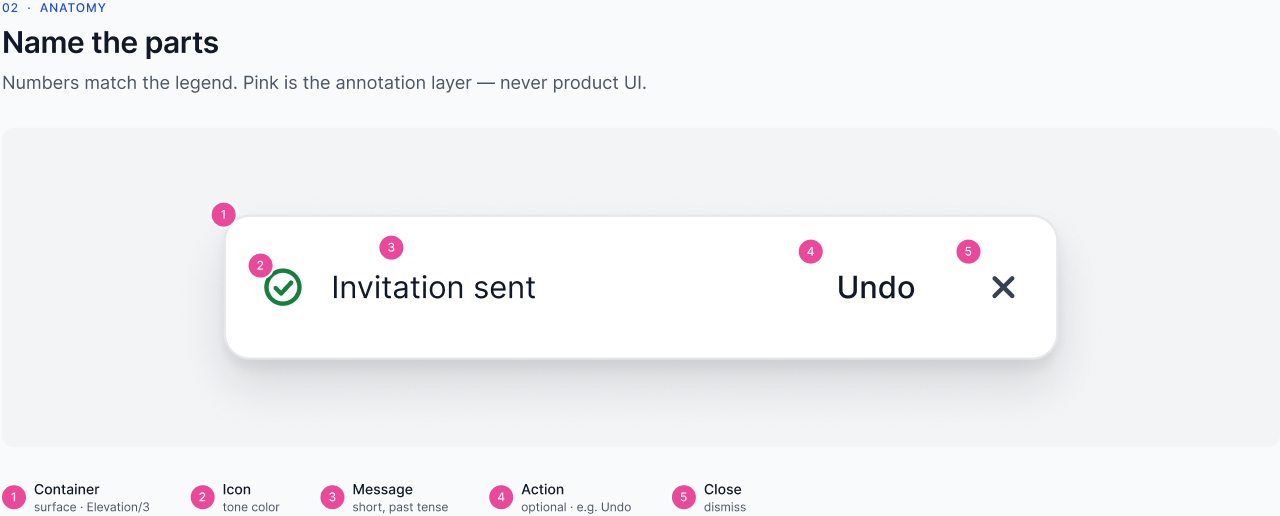 02 · ANATOMY
Name the parts
Numbers match the legend. Pink is the annotation layer — never product UI.
1
2
3
4
5
Invitation sent
Undo
1 Container
surface · Elevation/3
2 Icon
tone color
3 Message
short, past tense
4 Action
optional · e.g. Undo
5 Close
dismiss